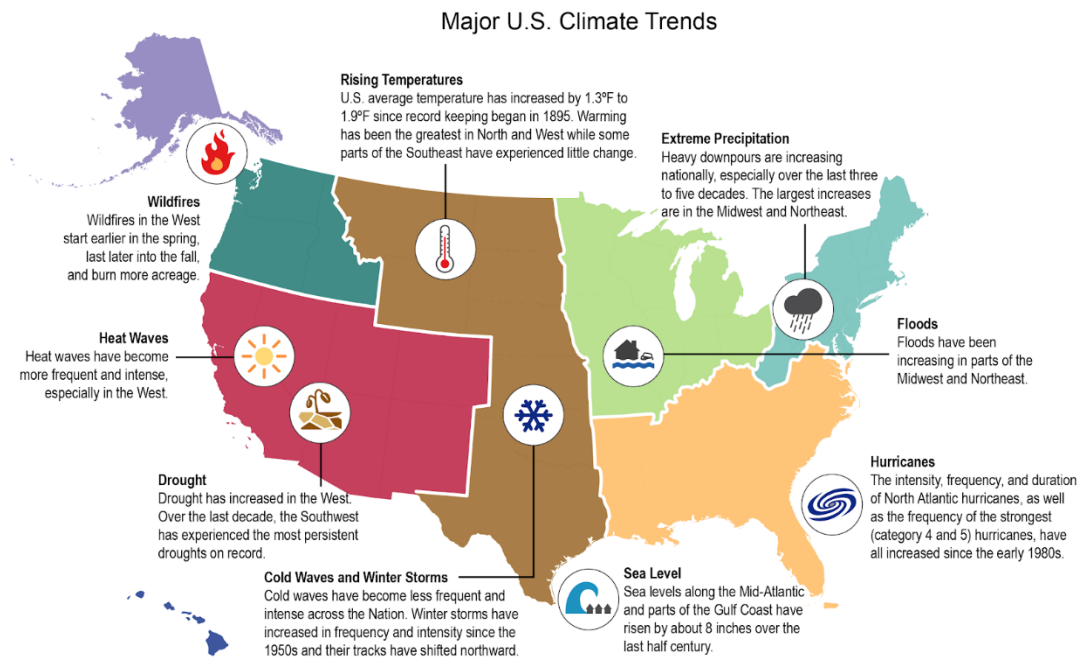 Major U.S. Climate Trends
Rising Temperatures
U.S. average temperature has increased by 1.3ºF to
1.9ºF since record keeping began in 1895. Warming
has been the greatest in North and West while some
parts of the Southeast have experienced little change.
Extreme Precipitation
Heavy downpours are increasing
nationally, especially over the last three
to five decades. The largest increases
are in the Midwest and Northeast.
Wildfires
Wildfires in the West
start earlier in the spring,
last later into the fall,
and burn more acreage.
Heat Waves
Heat waves have become
more frequent and intense,
especially in the West.
Floods
Floods have been
increasing in parts of the
Midwest and Northeast.
Drought
Drought has increased in the West.
Over the last decade, the Southwest
has experienced the most persistent
droughts on record.
Hurricanes
The intensity, frequency, and duration
of North Atlantic hurricanes, as well
as the frequency of the strongest
(category 4 and 5) hurricanes, have
all increased since the early 1980s.
Cold Waves and Winter Storms
Cold waves have become less frequent and
intense across the Nation. Winter storms have
increased in frequency and intensity since the
1950s and their tracks have shifted northward.
Sea Level
Sea levels along the Mid-Atlantic
and parts of the Gulf Coast have
risen by about 8 inches over the
last half century.